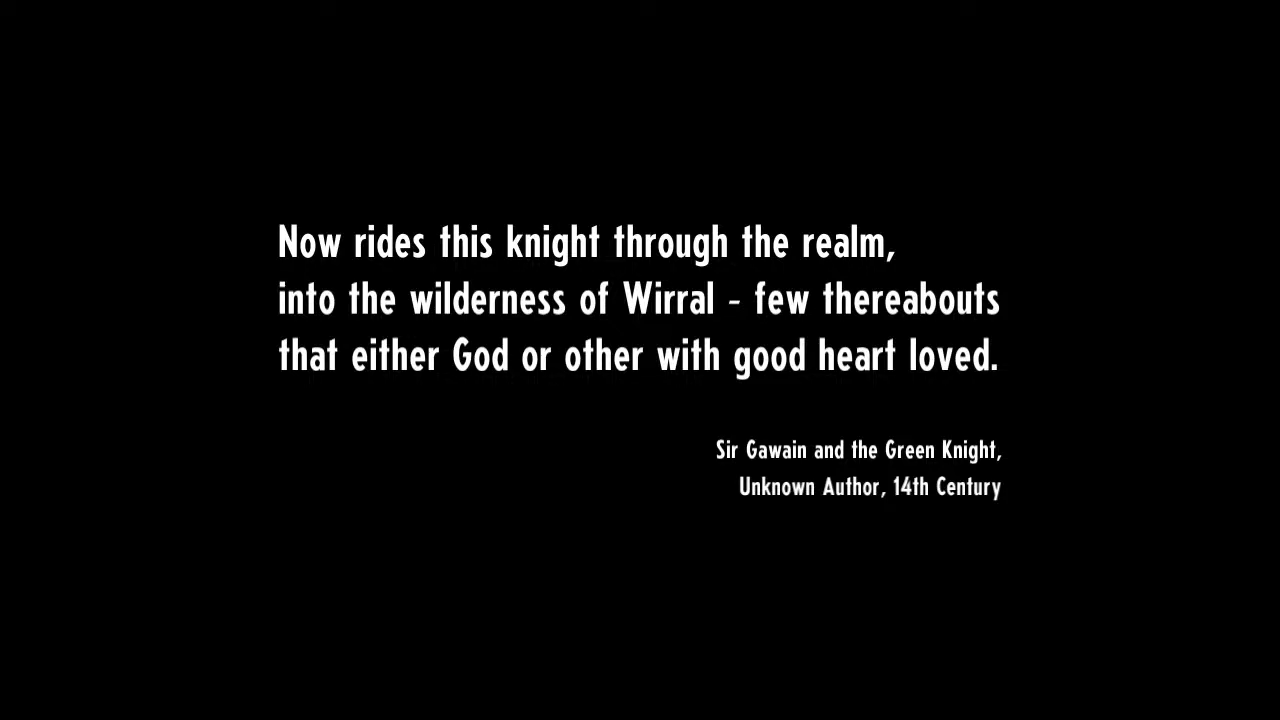 Now rides this knight through the realm,
into the wilderness of Wirral - few thereabouts
that either God or other with good heart loved.
Sir Gawain and the Green Knight,
Unknown Author, 14th Century